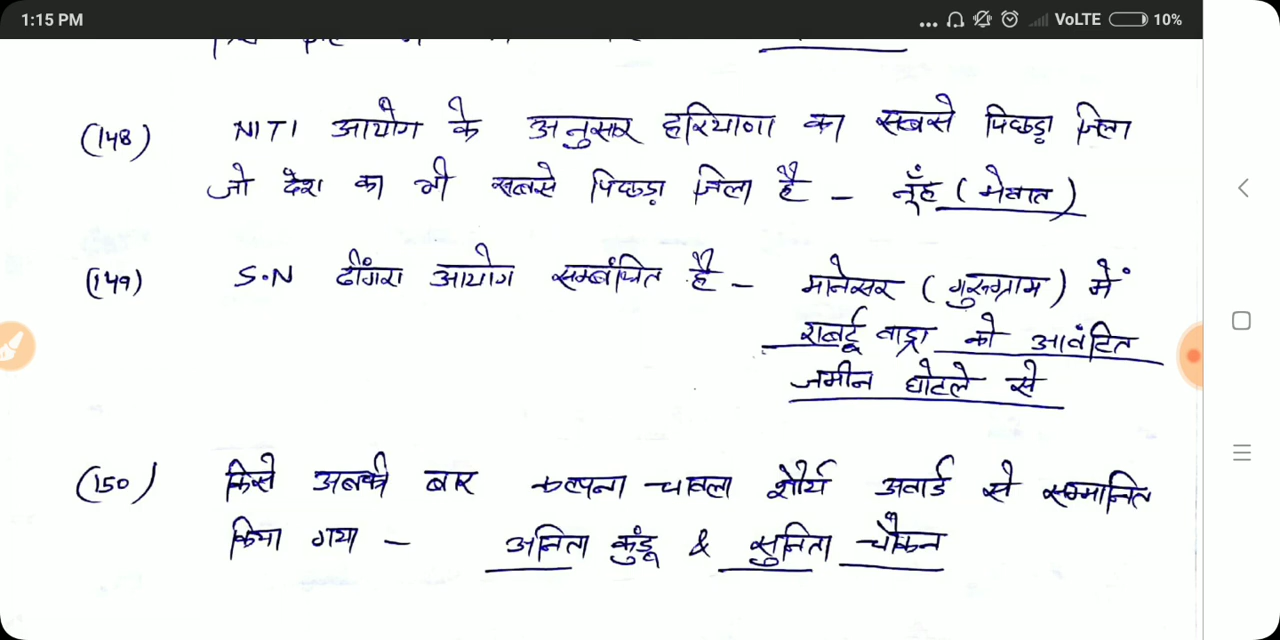 1:15 PM ... VoLTE 10%
(148) NITI आयोग के अनुसार हरियाणा का सबसे पिछड़ा जिला
जो देश का भी सबसे पिछड़ा जिला है - नूँह (मेवात)
(149) S.N ढींगरा आयोग सम्बंधित है - मानेसर (गुरुग्राम) में
राबर्ट वाड्रा को आवंटित
जमीन घोटले से
(150) किसे अबकी बार कल्पना चावला शौर्य अवार्ड से सम्मानित
किया गया - अनिता कुंडू & सुनिता चौकन